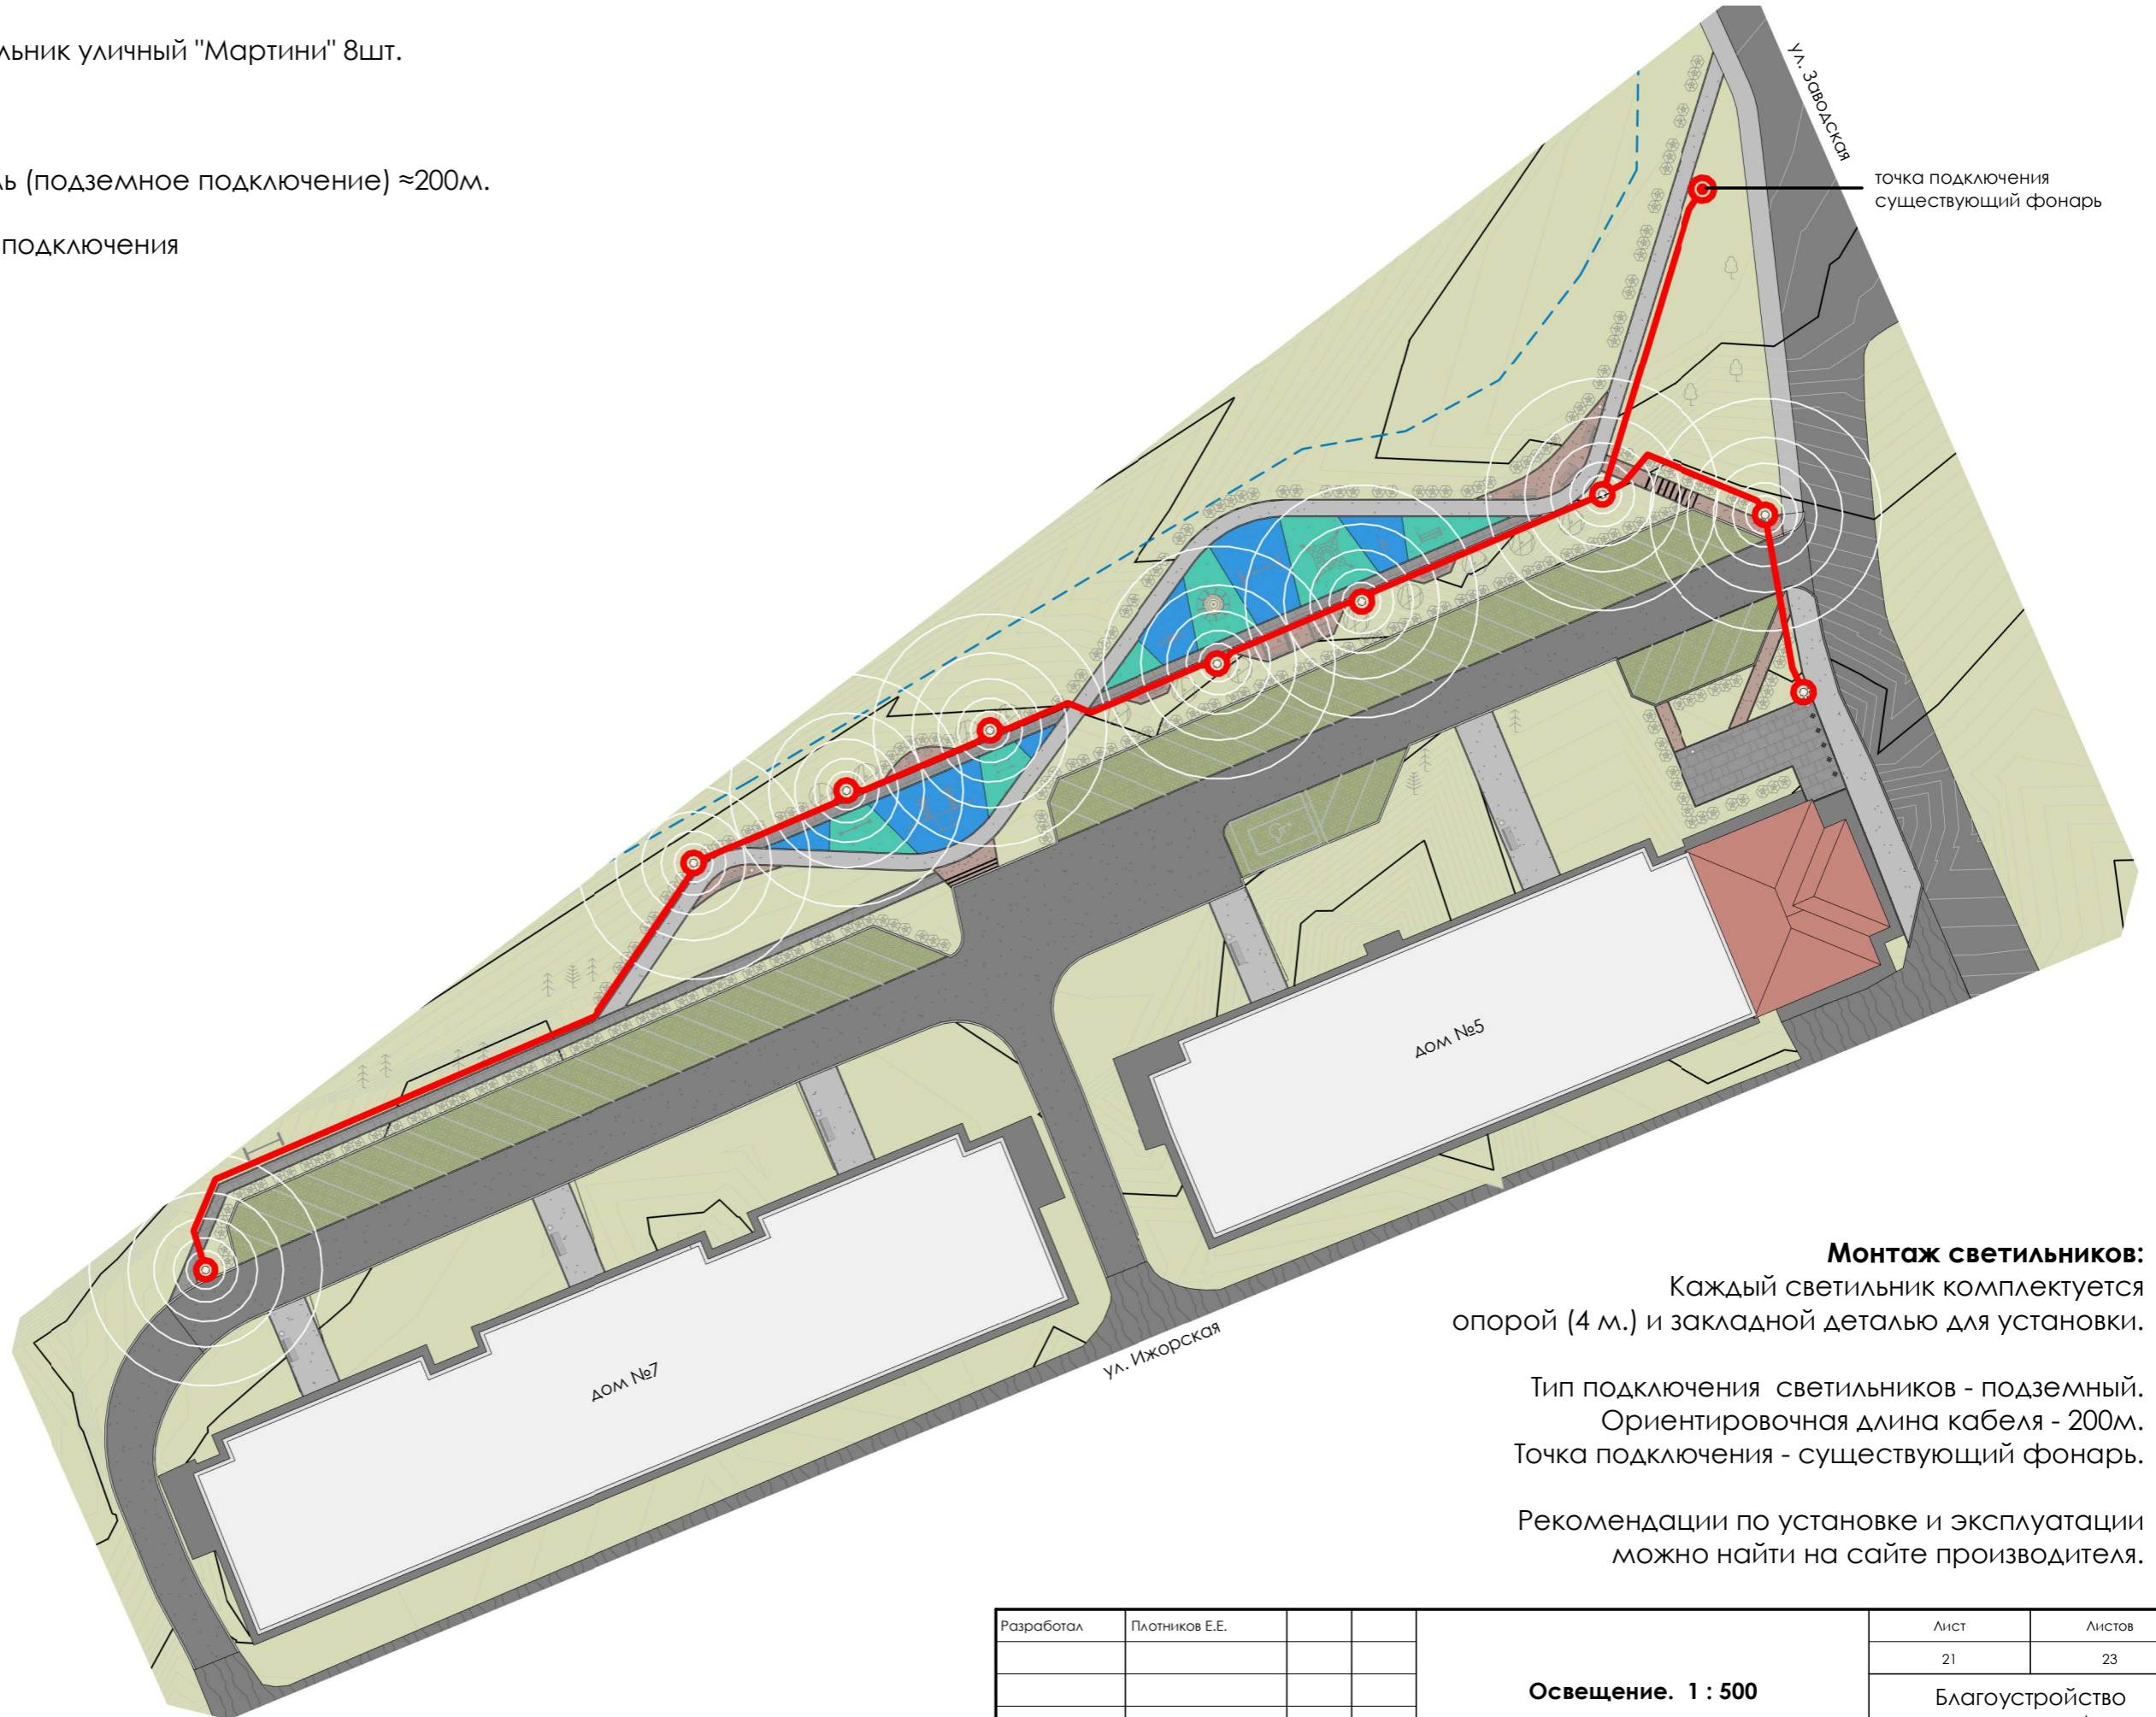 льник уличный "Мартини" 8шт.
ль (подземное подключение) ≈200м.
подключения
ул. Заводская
точка подключения
существующий фонарь
дом №5
дом №7
ул. Ижорская
Монтаж светильников:
Каждый светильник комплектуется
опорой (4 м.) и закладной деталью для установки.
Тип подключения светильников - подземный.
Ориентировочная длина кабеля - 200м.
Точка подключения - существующий фонарь.
Рекомендации по установке и эксплуатации
можно найти на сайте производителя.
Разработал Плотников Е.Е.
Лист Листов
21 23
Освещение. 1 : 500
Благоустройство